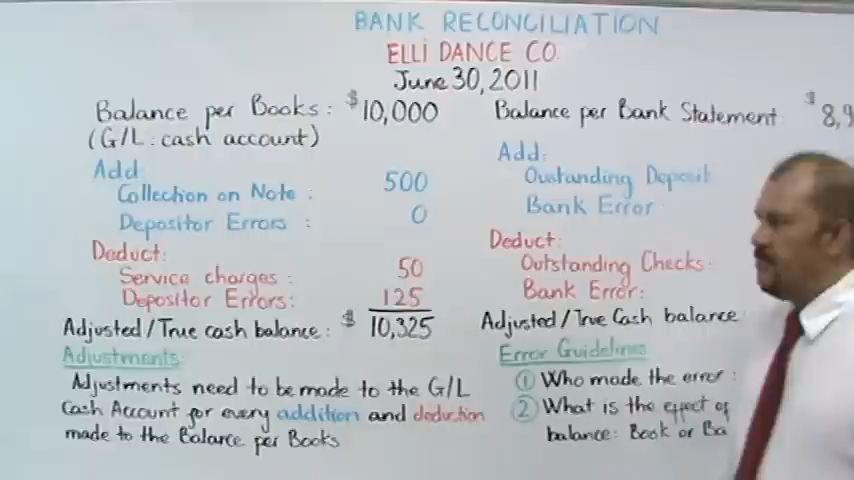 BANK RECONCILIATION
ELLI DANCE CO.
June 30, 2011
Balance per Books: $10,000
(G/L: cash account)
Add:
Collection on Note: 500
Depositor Errors: 0
Deduct:
Service charges: 50
Depositor Errors: 125
Adjusted/True cash balance: $10,325
Adjustments:
Adjustments need to be made to the G/L
Cash Account for every addition and deduction
made to the Balance per Books
Balance per Bank Statement $8,9
Add:
Oustanding Deposit
Bank Error
Deduct:
Outstanding Checks:
Bank Error:
Adjusted/True Cash balance
Error Guidelines
① Who made the error:
② What is the effect of
balance: Book or Ba